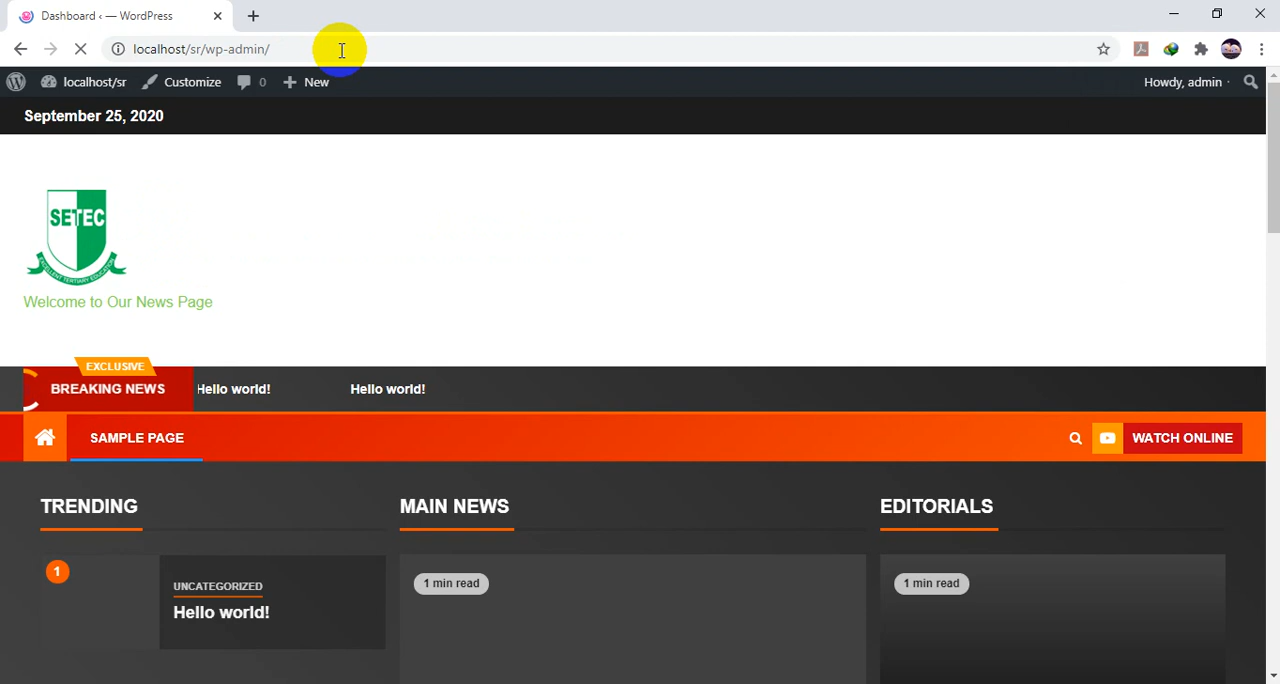 Dashboard ‹ — WordPress
localhost/sr/wp-admin/
localhost/sr Customize 0 New Howdy, admin
September 25, 2020
SETEC
Welcome to Our News Page
EXCLUSIVE
BREAKING NEWS Hello world! Hello world!
SAMPLE PAGE WATCH ONLINE
TRENDING MAIN NEWS EDITORIALS
1 1 min read 1 min read
UNCATEGORIZED
Hello world!